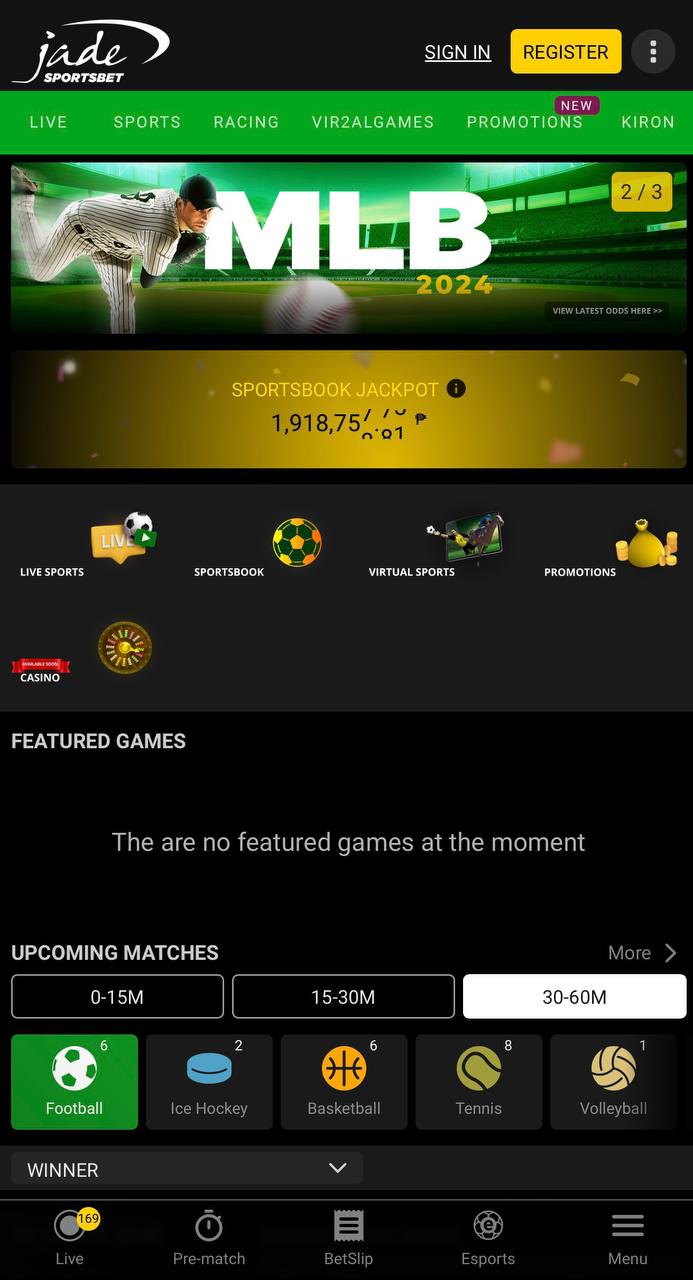 jade
SPORTSBET
SIGN IN
REGISTER
NEW
LIVE SPORTS RACING VIR2ALGAMES PROMOTIONS KIRON
MLB
2024
2 / 3
VIEW LATEST ODDS HERE >>
SPORTSBOOK JACKPOT
1,918,75 ₱
LIVE
LIVE SPORTS
SPORTSBOOK
VIRTUAL SPORTS
PROMOTIONS
AVAILABLE SOON
CASINO
FEATURED GAMES
The are no featured games at the moment
UPCOMING MATCHES More
0-15M 15-30M 30-60M
6 2 6 8 1
Football Ice Hockey Basketball Tennis Volleyball
WINNER
169
Live Pre-match BetSlip Esports Menu